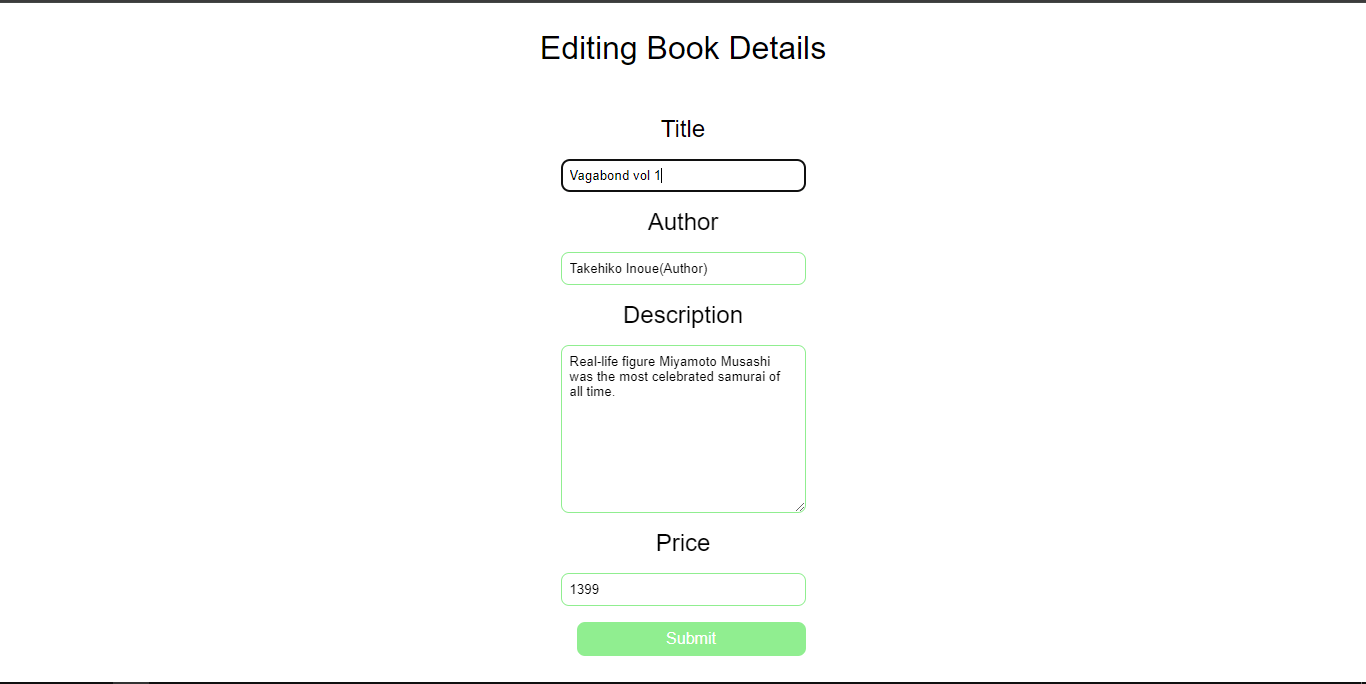 Editing Book Details
Title
Vagabond vol 1
Author
Takehiko Inoue(Author)
Description
Real-life figure Miyamoto Musashi
was the most celebrated samurai of
all time.
Price
1399
Submit